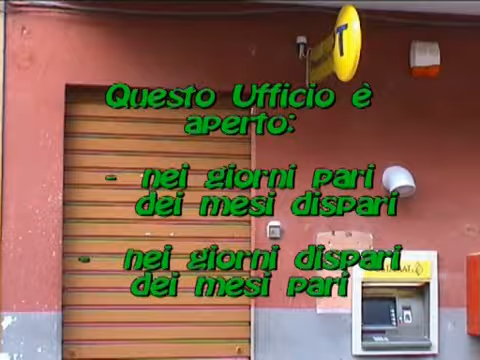 Questo Ufficio è
aperto:
- nei giorni pari
dei mesi dispari
- nei giorni dispari
dei mesi pari